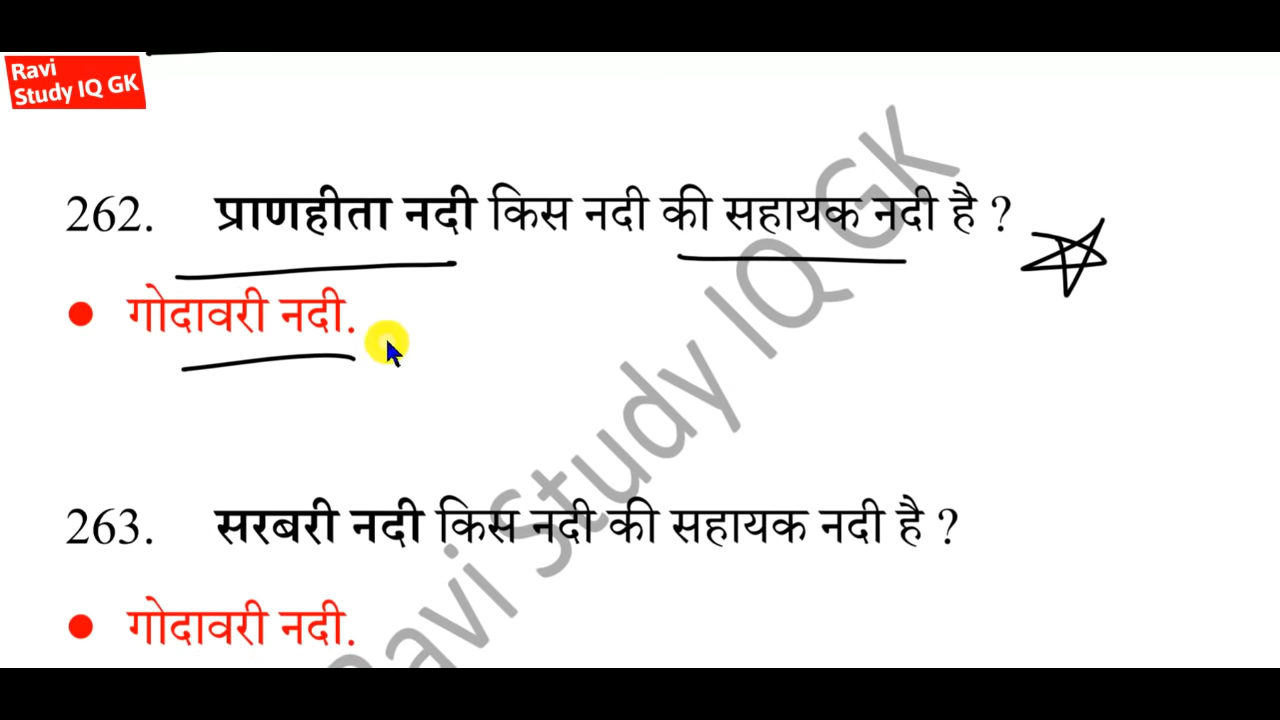 Ravi
Study IQ GK
262. प्राणहीता नदी किस नदी की सहायक नदी है ?
● गोदावरी नदी.
263. सरबरी नदी किस नदी की सहायक नदी है ?
● गोदावरी नदी.
Ravi Study IQ GK